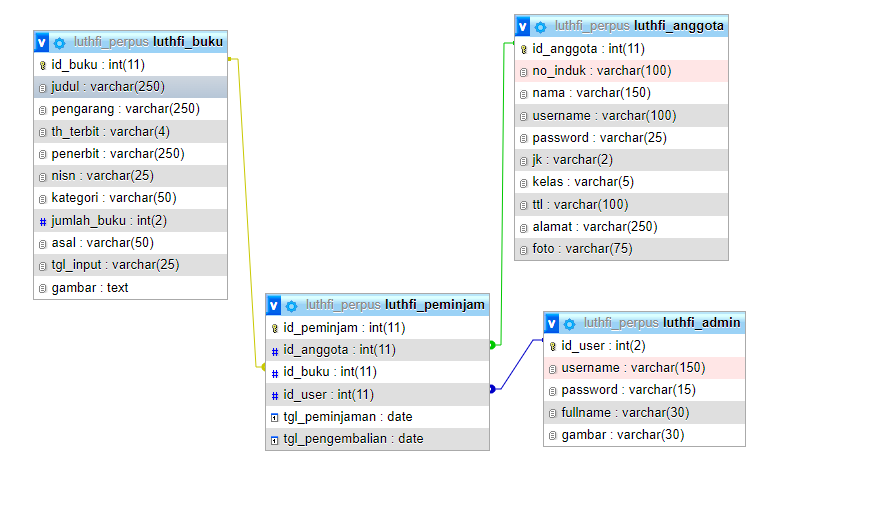 v luthfi_perpus luthfi_buku
id_buku : int(11)
judul : varchar(250)
pengarang : varchar(250)
th_terbit : varchar(4)
penerbit : varchar(250)
nisn : varchar(25)
kategori : varchar(50)
# jumlah_buku : int(2)
asal : varchar(50)
tgl_input : varchar(25)
gambar : text
v luthfi_perpus luthfi_anggota
id_anggota : int(11)
no_induk : varchar(100)
nama : varchar(150)
username : varchar(100)
password : varchar(25)
jk : varchar(2)
kelas : varchar(5)
ttl : varchar(100)
alamat : varchar(250)
foto : varchar(75)
v luthfi_perpus luthfi_peminjam
id_peminjam : int(11)
# id_anggota : int(11)
# id_buku : int(11)
# id_user : int(11)
tgl_peminjaman : date
tgl_pengembalian : date
v luthfi_perpus luthfi_admin
id_user : int(2)
username : varchar(150)
password : varchar(15)
fullname : varchar(30)
gambar : varchar(30)